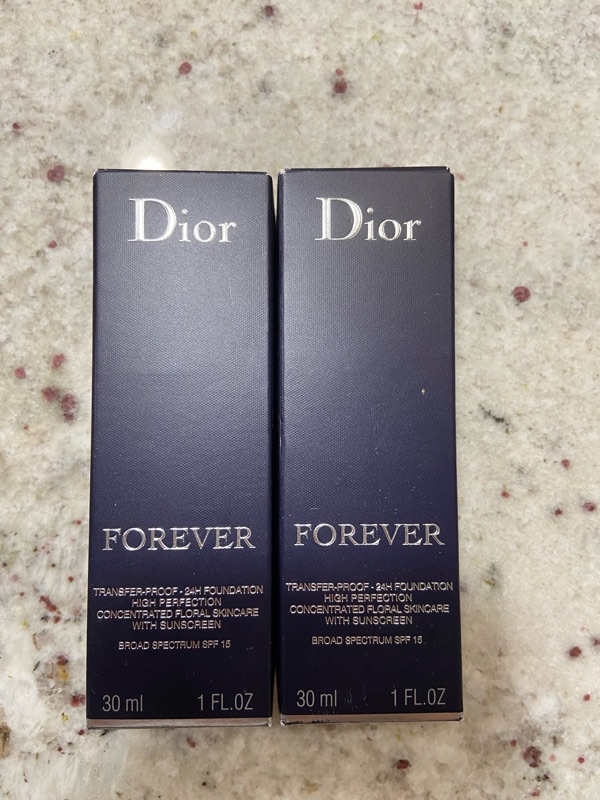 Dior
FOREVER
TRANSFER-PROOF - 24H FOUNDATION
HIGH PERFECTION
CONCENTRATED FLORAL SKINCARE
WITH SUNSCREEN
BROAD SPECTRUM SPF 15
30 ml 1 FL.OZ
Dior
FOREVER
TRANSFER-PROOF - 24H FOUNDATION
HIGH PERFECTION
CONCENTRATED FLORAL SKINCARE
WITH SUNSCREEN
BROAD SPECTRUM SPF 15
30 ml 1 FL.OZ